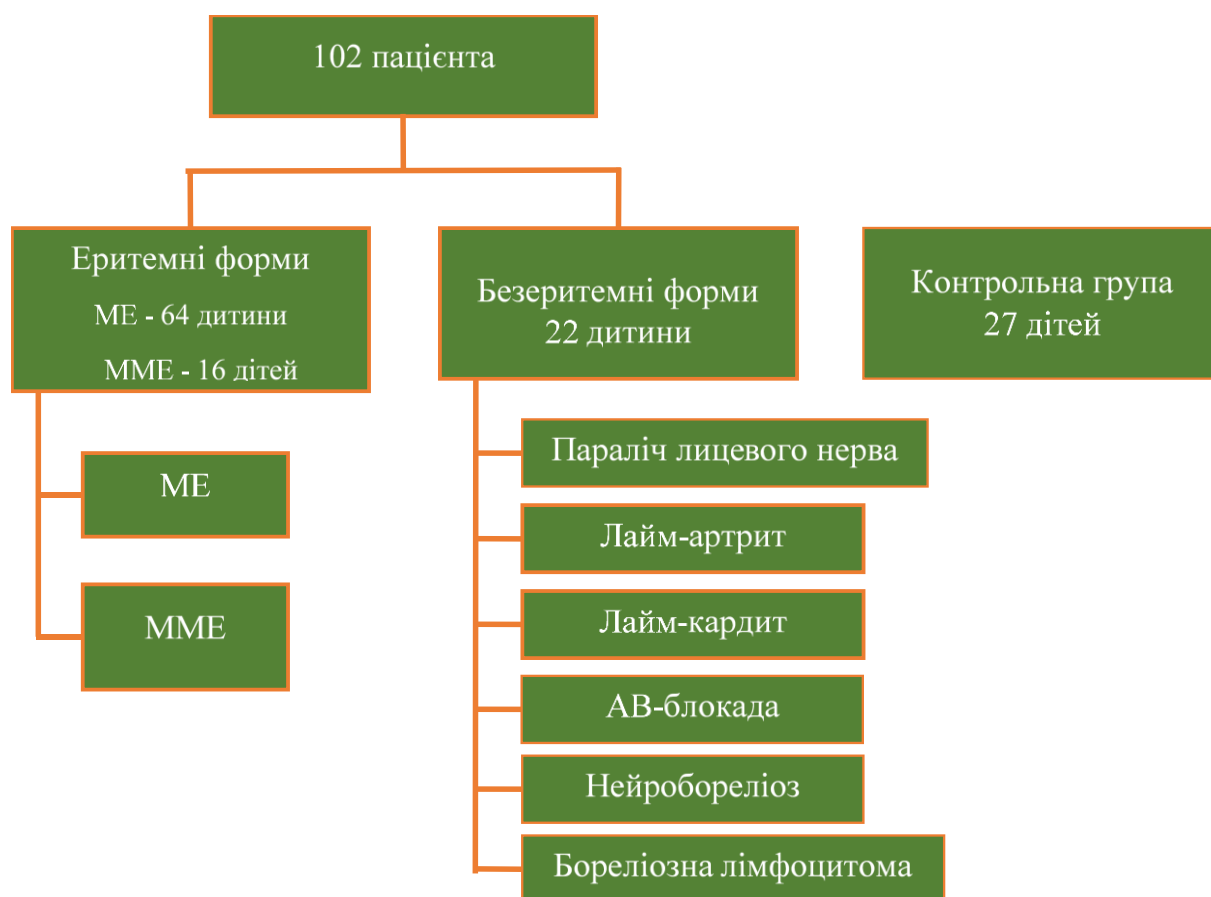 102 пацієнта
Еритемні форми
МЕ - 64 дитини
ММЕ - 16 дітей
Безеритемні форми
22 дитини
Контрольна група
27 дітей
МЕ
ММЕ
Параліч лицевого нерва
Лайм-артрит
Лайм-кардит
АВ-блокада
Нейробореліоз
Бореліозна лімфоцитома